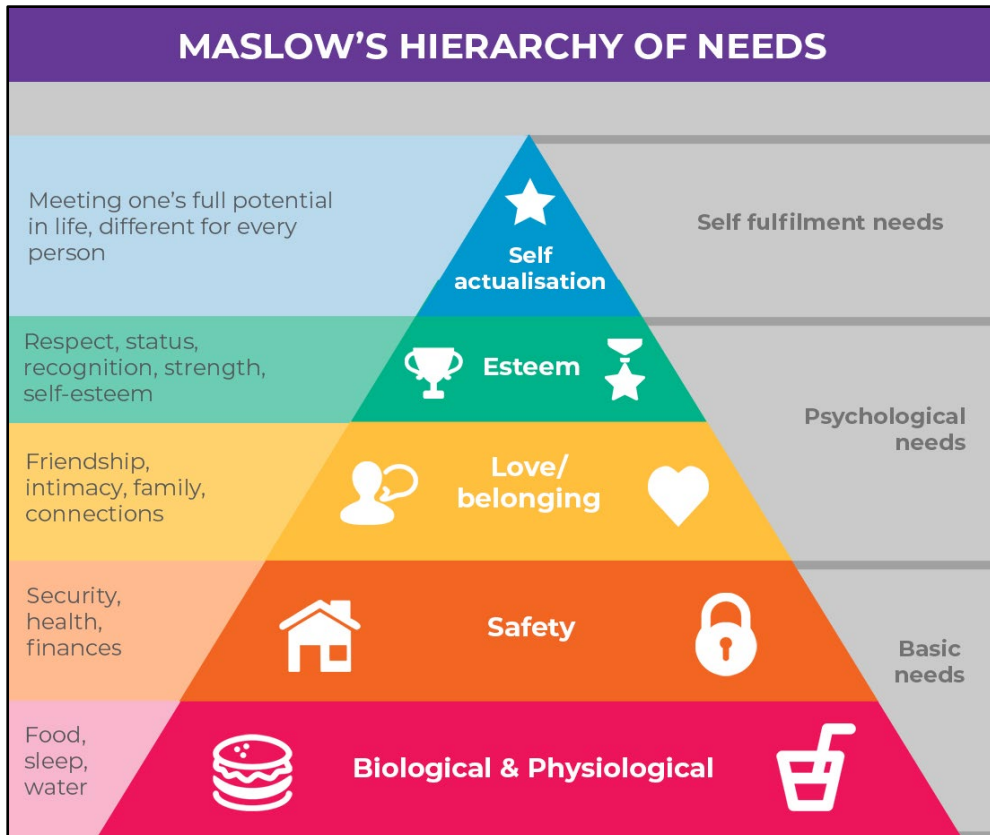 MASLOW'S HIERARCHY OF NEEDS
Meeting one's full potential
in life, different for every
person
Self
actualisation
Self fulfilment needs
Respect, status,
recognition, strength,
self-esteem
Esteem
Psychological
needs
Friendship,
intimacy, family,
connections
Love/
belonging
Security,
health,
finances
Safety
Basic
needs
Food,
sleep,
water
Biological & Physiological